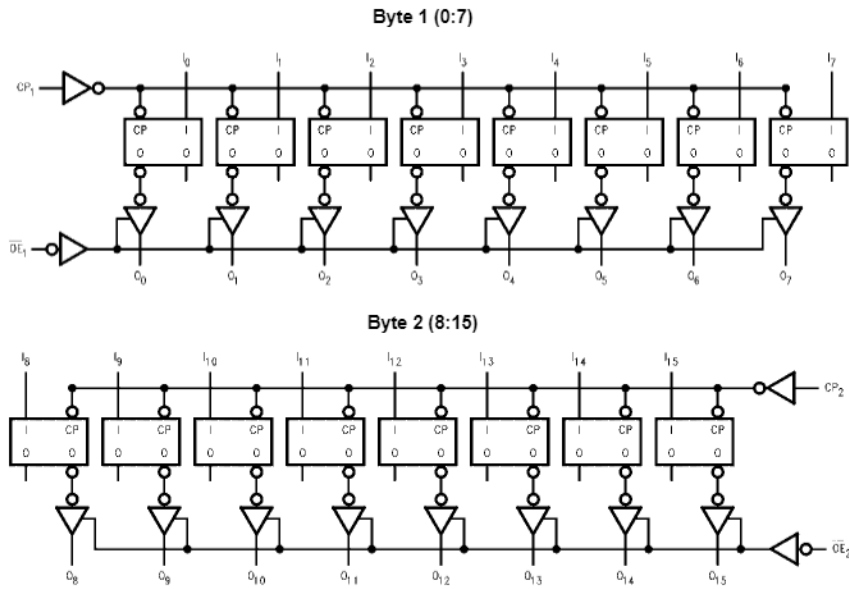 Byte 1 (0:7)
I0 I1 I2 I3 I4 I5 I6 I7
CP1
CP I CP I CP I CP I CP I CP I CP I CP I
O O O O O O O O O O O O O O O O
OE1
O0 O1 O2 O3 O4 O5 O6 O7
Byte 2 (8:15)
I8 I9 I10 I11 I12 I13 I14 I15
CP2
I CP I CP I CP I CP I CP I CP I CP I CP
O O O O O O O O O O O O O O O O
OE2
O8 O9 O10 O11 O12 O13 O14 O15